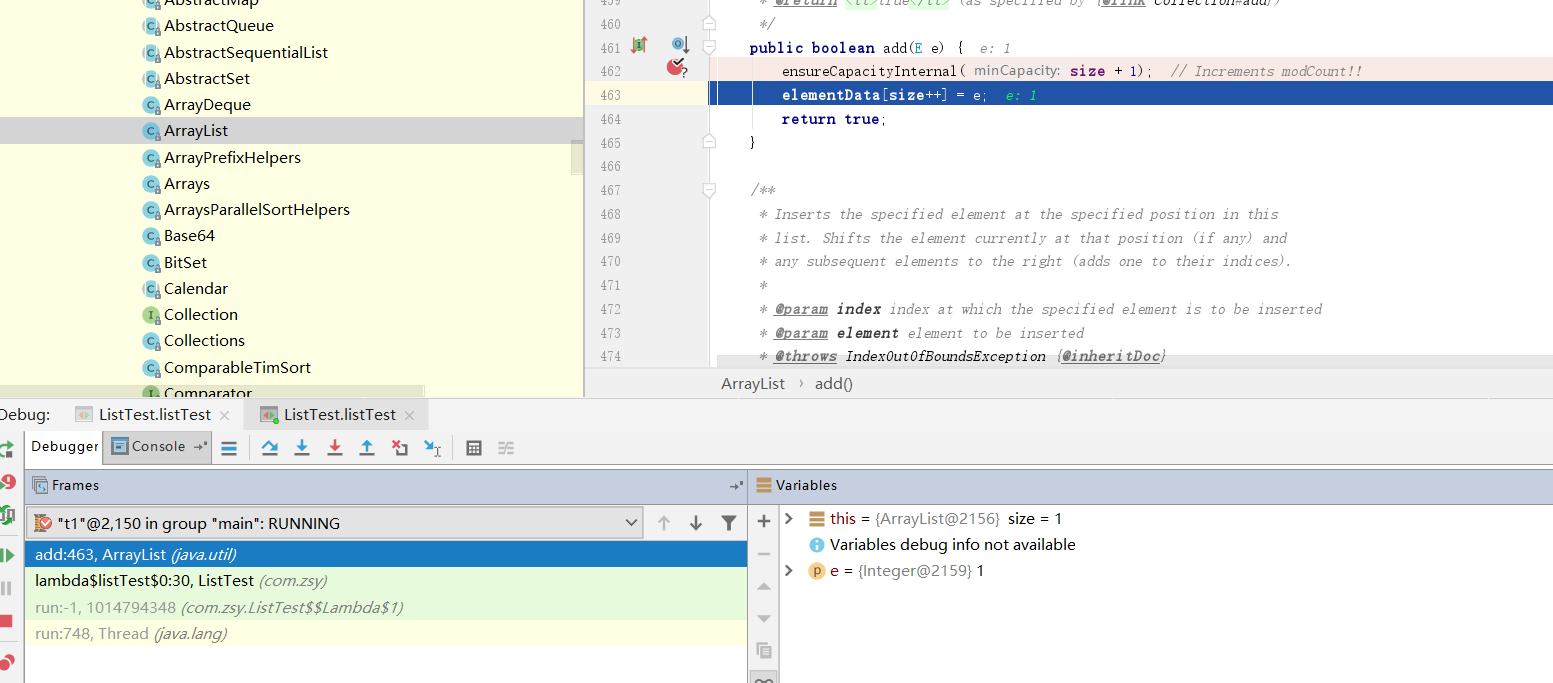 AbstractMap
AbstractQueue
AbstractSequentialList
AbstractSet
ArrayDeque
ArrayList
ArrayPrefixHelpers
Arrays
ArraysParallelSortHelpers
Base64
BitSet
Calendar
Collection
Collections
ComparableTimSort
Comparator
459 * @return <tt>true</tt> (as specified by {@link Collection#add})
460 */
461 public boolean add(E e) { e: 1
462 ensureCapacityInternal( minCapacity: size + 1); // Increments modCount!!
463 elementData[size++] = e; e: 1
464 return true;
465 }
466
467 /**
468 * Inserts the specified element at the specified position in this
469 * list. Shifts the element currently at that position (if any) and
470 * any subsequent elements to the right (adds one to their indices).
471 *
472 * @param index index at which the specified element is to be inserted
473 * @param element element to be inserted
474 * @throws IndexOutOfBoundsException {@inheritDoc}
ArrayList › add()
Debug: ListTest.listTest × ListTest.listTest ×
Debugger Console
Frames
"t1"@2,150 in group "main": RUNNING
add:463, ArrayList (java.util)
lambda$listTest$0:30, ListTest (com.zsy)
run:-1, 1014794348 (com.zsy.ListTest$$Lambda$1)
run:748, Thread (java.lang)
Variables
this = {ArrayList@2156} size = 1
Variables debug info not available
e = {Integer@2159} 1